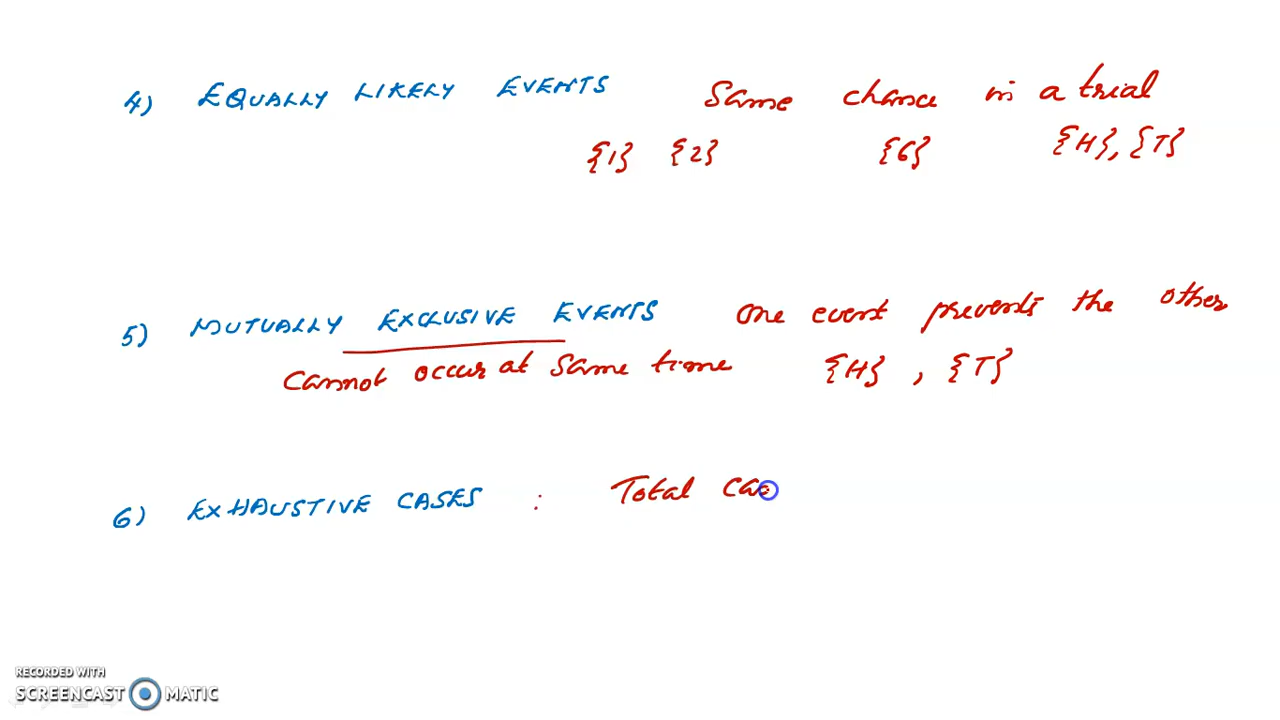 4) EQUALLY LIKELY EVENTS Same chance in a trial
{1} {2} {6} {H}, {T}
5) MUTUALLY EXCLUSIVE EVENTS One event prevents the other
Cannot occur at same time {H} , {T}
6) EXHAUSTIVE CASES : Total cas
RECORDED WITH
SCREENCAST MATIC